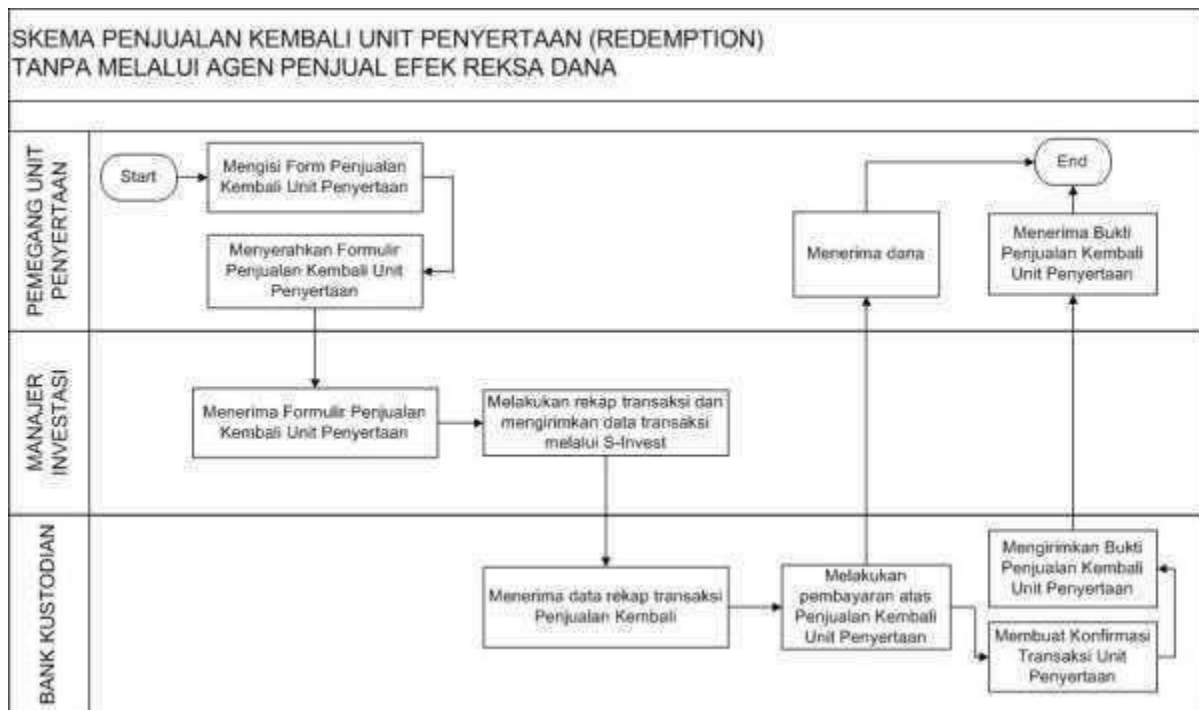 SKEMA PENJUALAN KEMBALI UNIT PENYERTAAN (REDEMPTION)
TANPA MELALUI AGEN PENJUAL EFEK REKSA DANA
PEMEGANG UNIT
PENYERTAAN
Start
Mengisi Form Penjualan
Kembali Unit Penyertaan
Menyerahkan Formulir
Penjualan Kembali Unit
Penyertaan
Menerima dana
End
Menerima Bukti
Penjualan Kembali
Unit Penyertaan
MANAJER
INVESTASI
Menerima Formulir Penjualan
Kembali Unit Penyertaan
Melakukan rekap transaksi dan
mengirimkan data transaksi
melalui S-Invest
BANK KUSTODIAN
Menerima data rekap transaksi
Penjualan Kembali
Melakukan
pembayaran atas
Penjualan Kembali
Unit Penyertaan
Mengirimkan Bukti
Penjualan Kembali
Unit Penyertaan
Membuat Konfirmasi
Transaksi Unit
Penyertaan